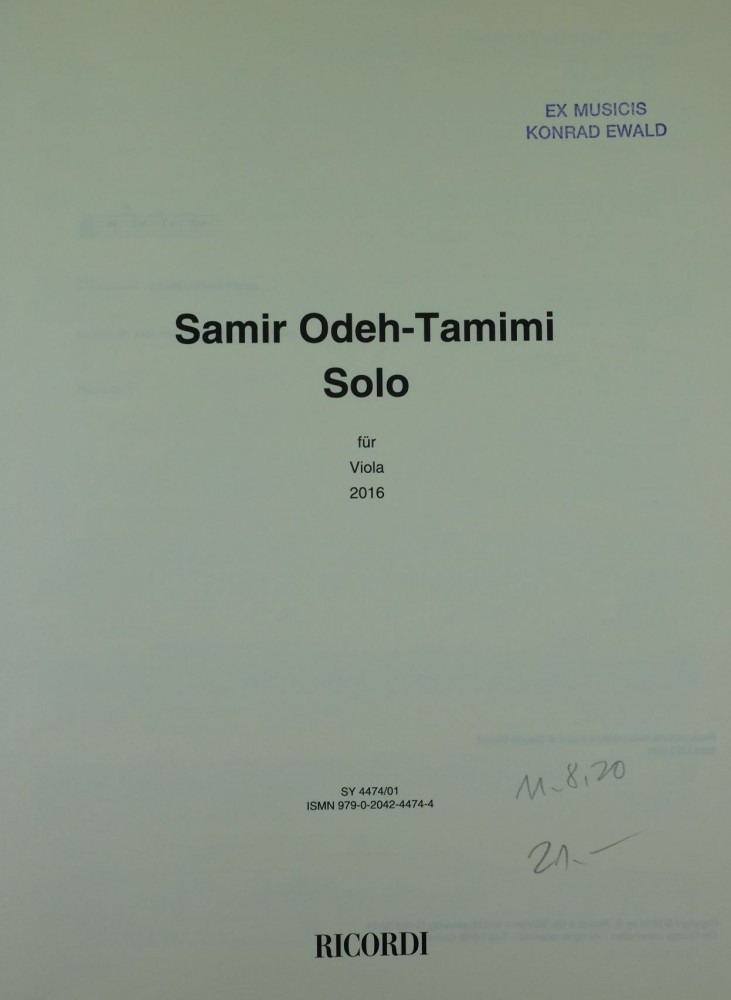 EX MUSICIS
KONRAD EWALD
Samir Odeh-Tamimi
Solo
für
Viola
2016
SY 4474/01
ISMN 979-0-2042-4474-4
11.8,20
21.-
RICORDI